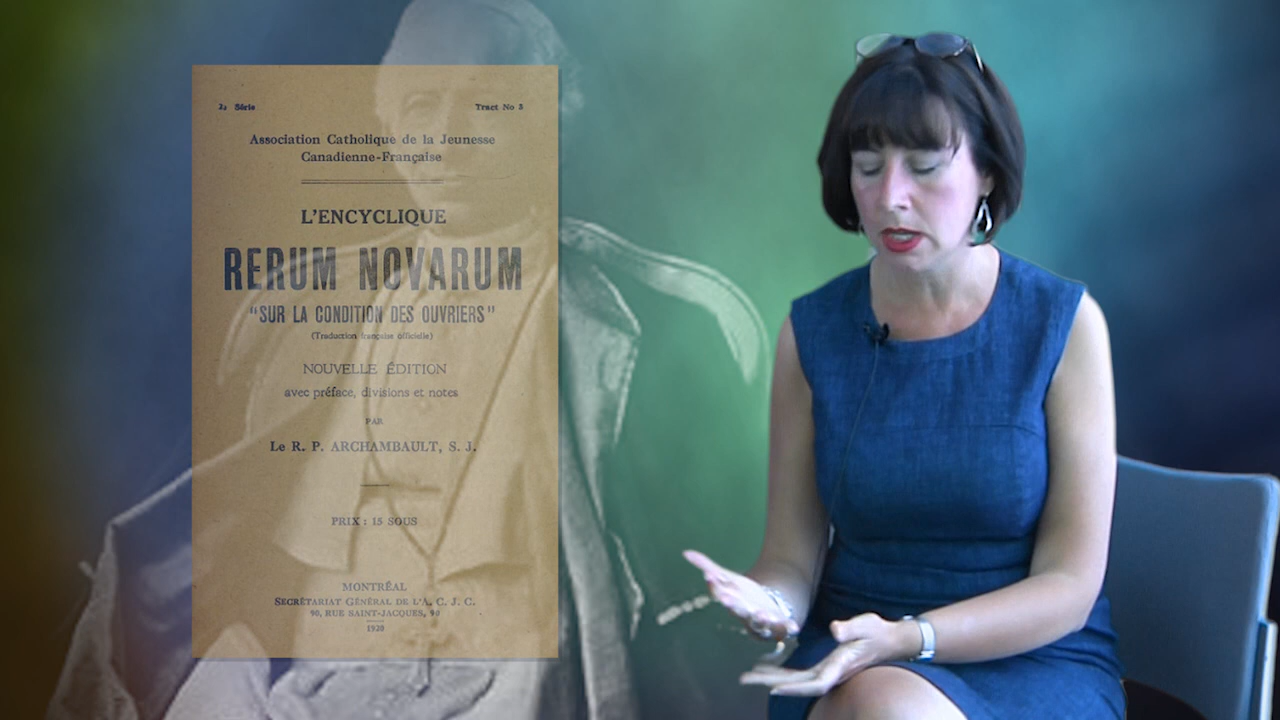 2e Série
Tract No 3
Association Catholique de la Jeunesse
Canadienne-Française
L'ENCYCLIQUE
RERUM NOVARUM
"SUR LA CONDITION DES OUVRIERS"
(Traduction française officielle)
NOUVELLE ÉDITION
avec préface, divisions et notes
PAR
Le R. P. ARCHAMBAULT, S. J.
PRIX : 15 SOUS
MONTRÉAL
SECRÉTARIAT GÉNÉRAL DE L'A. C. J. C.
90, RUE SAINT-JACQUES, 90